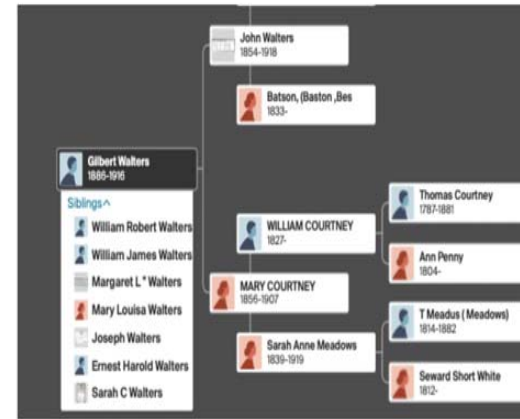 John Walters
1854-1918
Batson, (Baston ,Bes
1833-
Gilbert Walters
1886-1916
Siblings^
William Robert Walters
William James Walters
Margaret L * Walters
Mary Louisa Walters
Joseph Walters
Ernest Harold Walters
Sarah C Walters
WILLIAM COURTNEY
1827-
MARY COURTNEY
1856-1907
Sarah Anne Meadows
1839-1919
Thomas Courtney
1787-1881
Ann Penny
1804-
T Meadus ( Meadows)
1814-1882
Seward Short White
1812-